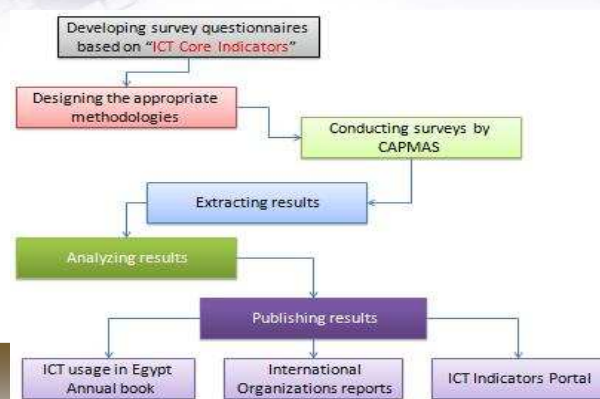 Developing survey questionnaires
based on “ICT Core Indicators”
Designing the appropriate
methodologies
Conducting surveys by
CAPMAS
Extracting results
Analyzing results
Publishing results
ICT usage in Egypt
Annual book
International
Organizations reports
ICT Indicators Portal